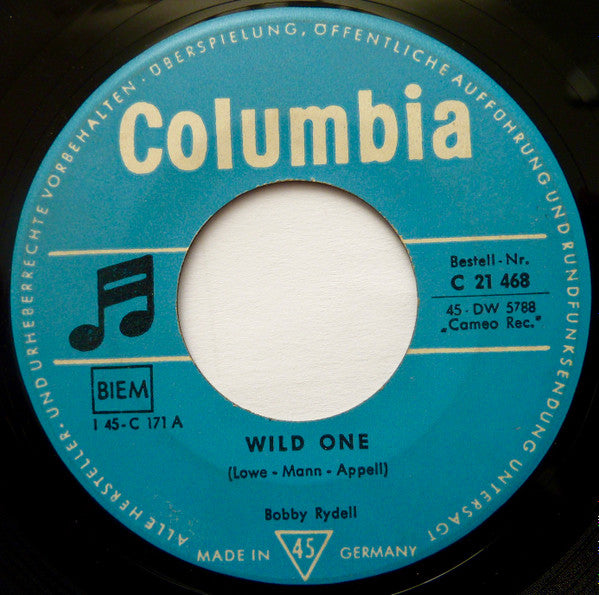 ALLE HERSTELLER- UND URHEBERRECHTE VORBEHALTEN · ÜBERSPIELUNG, ÖFFENTLICHE AUFFÜHRUNG UND RUNDFUNKSENDUNG UNTERSAGT
Columbia
Bestell-Nr.
C 21 468
45-DW 5788
„Cameo Rec."
BIEM
1 45-C 171 A
WILD ONE
(Lowe - Mann - Appell)
Bobby Rydell
MADE IN 45 GERMANY